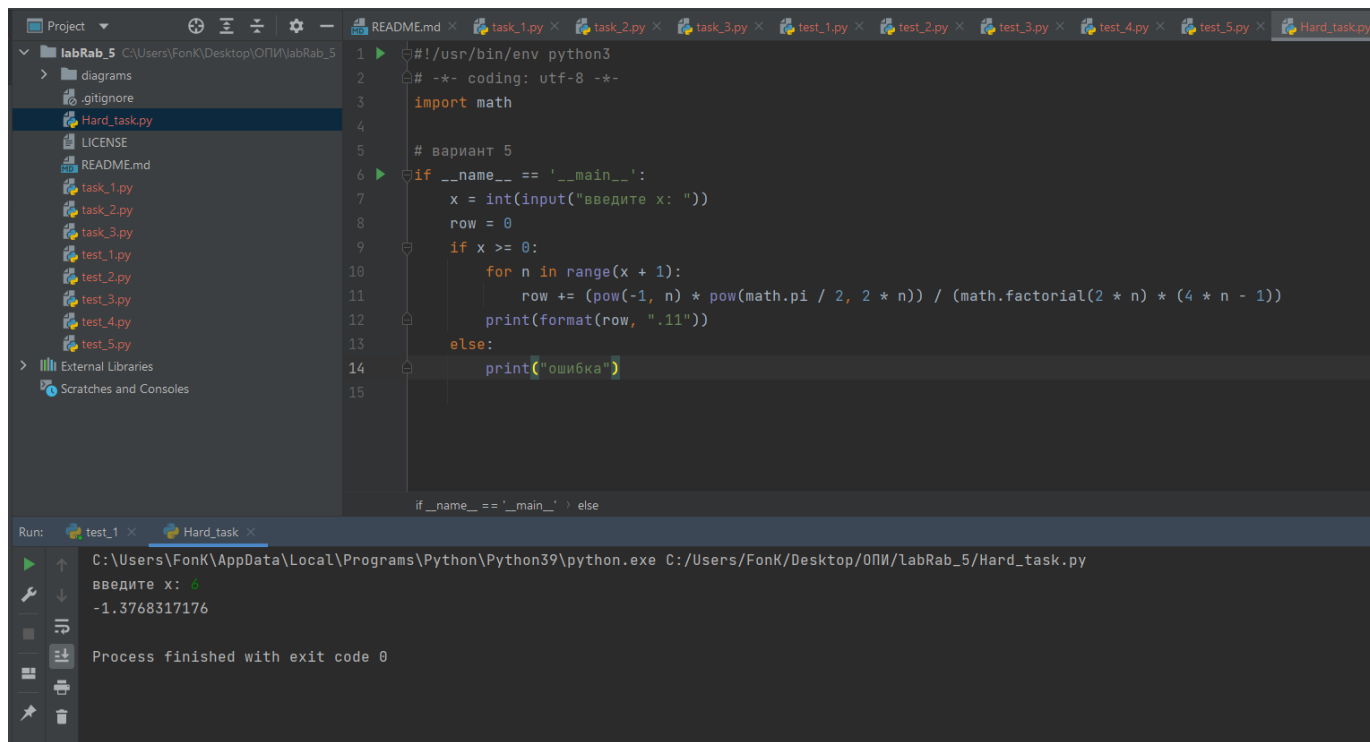 Project
README.md
task_1.py
task_2.py
task_3.py
test_1.py
test_2.py
test_3.py
test_4.py
test_5.py
Hard_task.py
labRab_5 C:\Users\FonK\Desktop\ОПИ\labRab_5
diagrams
.gitignore
Hard_task.py
LICENSE
README.md
task_1.py
task_2.py
task_3.py
test_1.py
test_2.py
test_3.py
test_4.py
test_5.py
External Libraries
Scratches and Consoles
1 #!/usr/bin/env python3
2 # -*- coding: utf-8 -*-
3 import math
4
5 # вариант 5
6 if __name__ == '__main__':
7 x = int(input("введите x: "))
8 row = 0
9 if x >= 0:
10 for n in range(x + 1):
11 row += (pow(-1, n) * pow(math.pi / 2, 2 * n)) / (math.factorial(2 * n) * (4 * n - 1))
12 print(format(row, ".11"))
13 else:
14 print("ошибка")
15
if __name__ == '__main__' › else
Run: test_1 Hard_task
C:\Users\FonK\AppData\Local\Programs\Python\Python39\python.exe C:/Users/FonK/Desktop/ОПИ/labRab_5/Hard_task.py
введите x: 6
-1.3768317176
Process finished with exit code 0